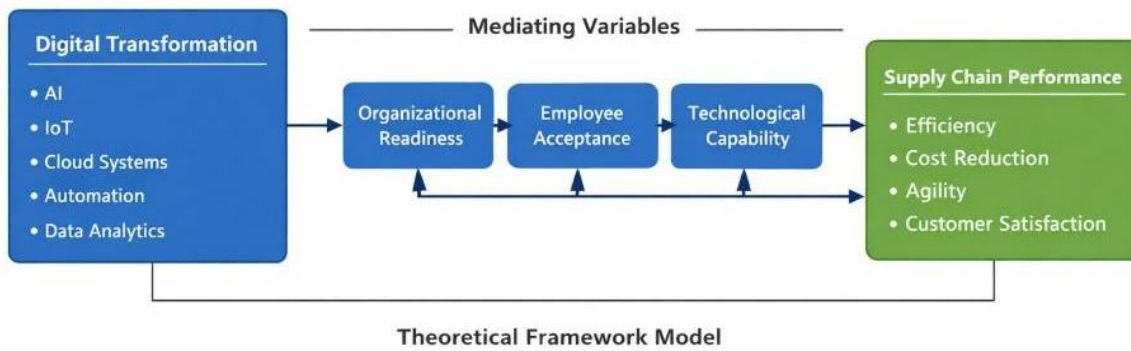 Mediating Variables
Digital Transformation
• AI
• IoT
• Cloud Systems
• Automation
• Data Analytics
Organizational
Readiness
Employee
Acceptance
Technological
Capability
Supply Chain Performance
• Efficiency
• Cost Reduction
• Agility
• Customer Satisfaction
Theoretical Framework Model